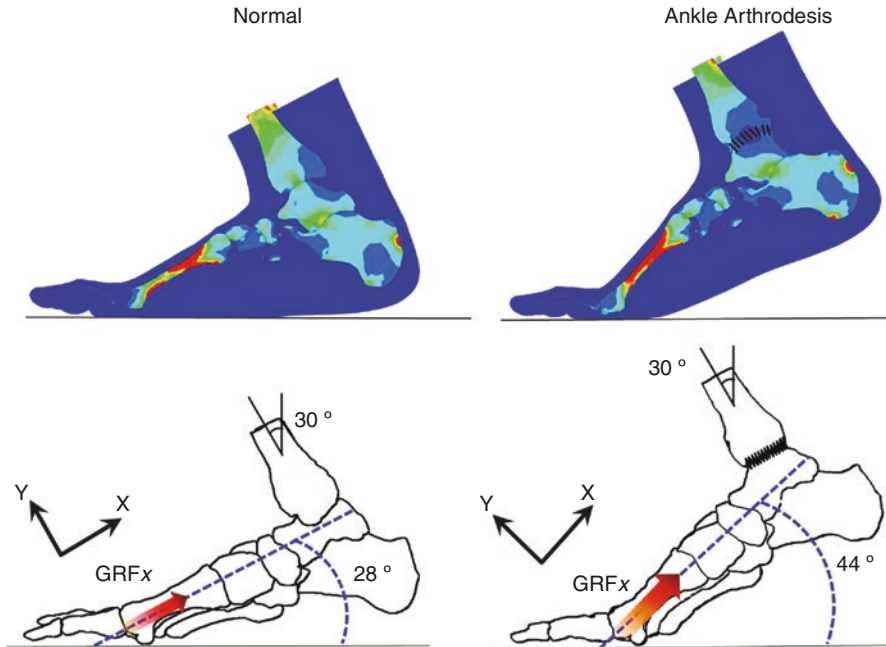 Normal
Ankle Arthrodesis
30 º
Y
X
GRFx
28 º
30 º
Y
X
GRFx
44 º